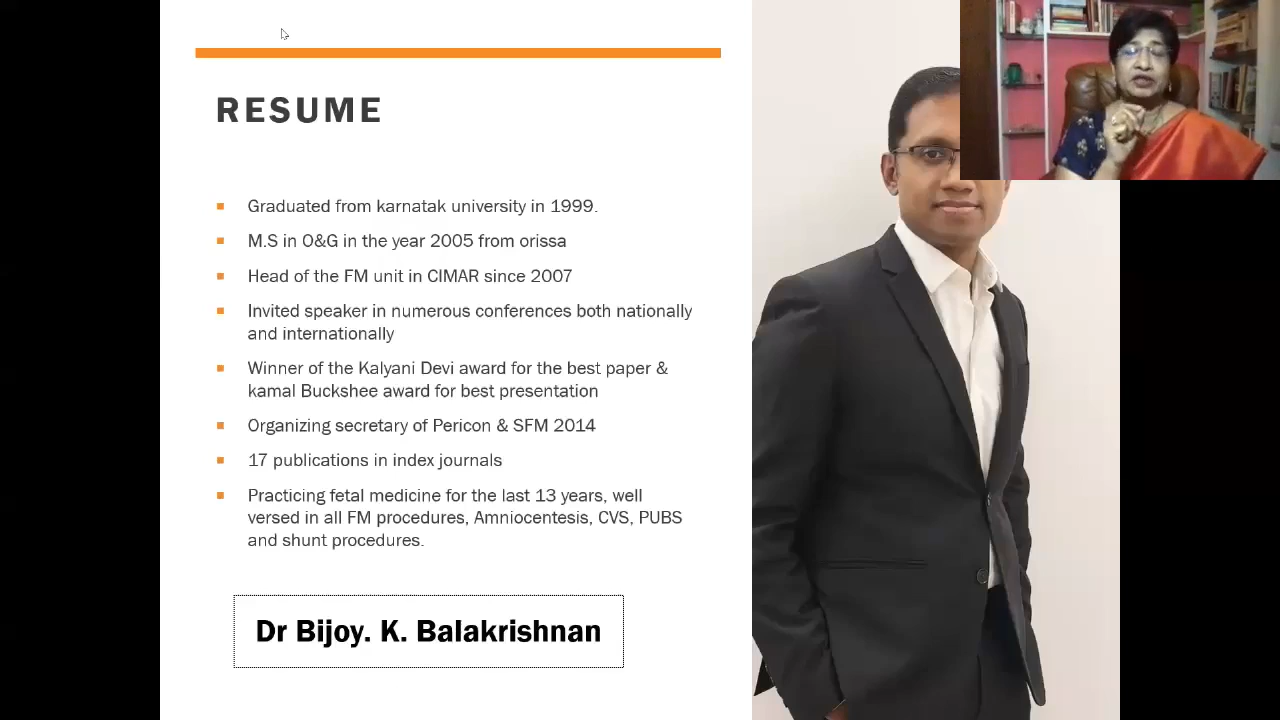 RESUME
Graduated from karnatak university in 1999.
M.S in O&G in the year 2005 from orissa
Head of the FM unit in CIMAR since 2007
Invited speaker in numerous conferences both nationally
and internationally
Winner of the Kalyani Devi award for the best paper &
kamal Buckshee award for best presentation
Organizing secretary of Pericon & SFM 2014
17 publications in index journals
Practicing fetal medicine for the last 13 years, well
versed in all FM procedures, Amniocentesis, CVS, PUBS
and shunt procedures.
Dr Bijoy. K. Balakrishnan